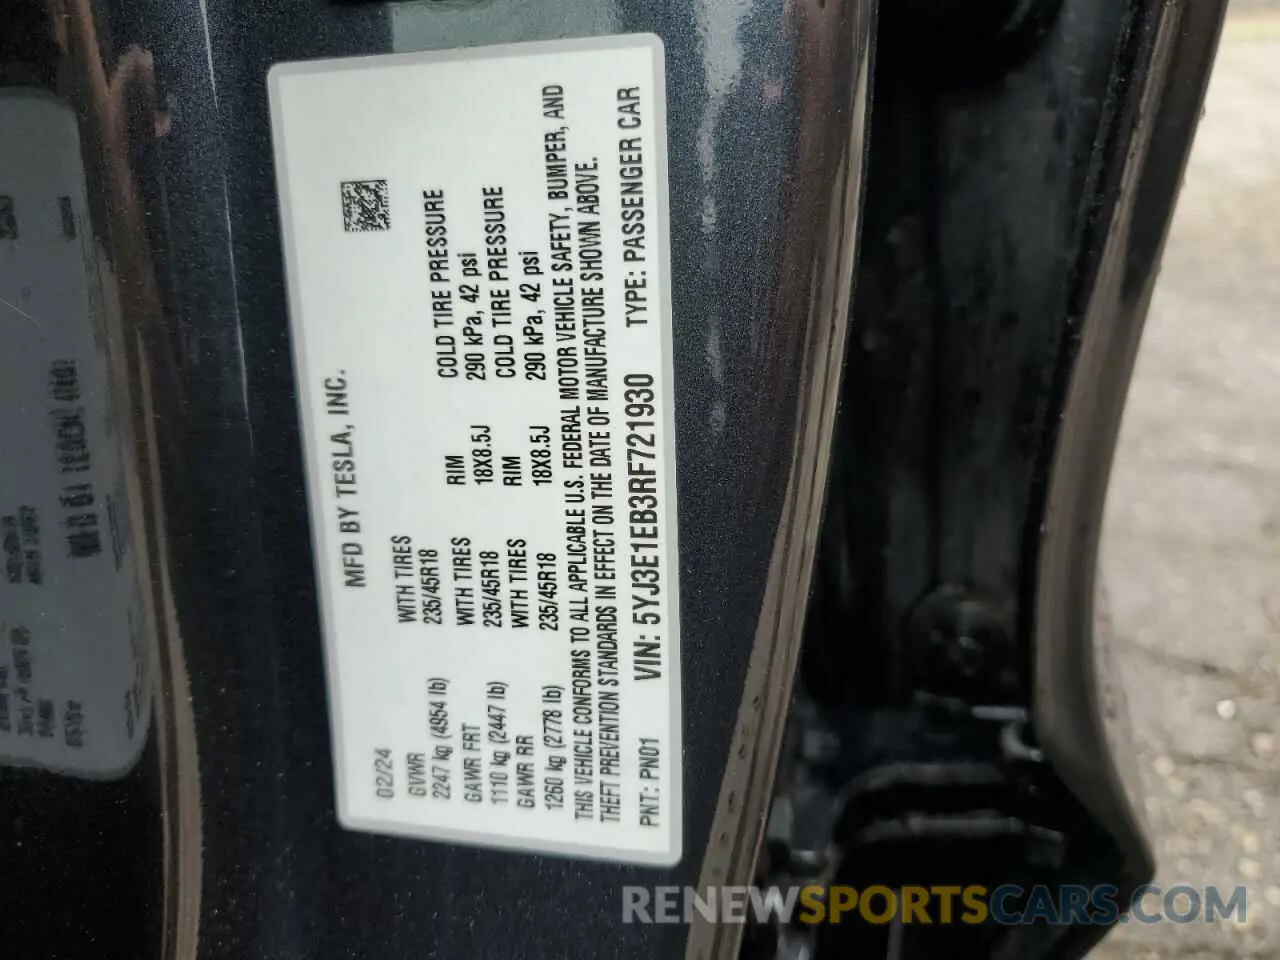 MFD BY TESLA, INC.
02/24
GVWR WITH TIRES RIM COLD TIRE PRESSURE
2247 kg (4954 lb) 235/45R18
GAWR FRT WITH TIRES RIM COLD TIRE PRESSURE
1110 kg (2447 lb) 235/45R18 18X8.5J 290 kPa, 42 psi
GAWR RR WITH TIRES RIM COLD TIRE PRESSURE
1260 kg (2778 lb) 235/45R18 18X8.5J 290 kPa, 42 psi
THIS VEHICLE CONFORMS TO ALL APPLICABLE U.S. FEDERAL MOTOR VEHICLE SAFETY, BUMPER, AND
THEFT PREVENTION STANDARDS IN EFFECT ON THE DATE OF MANUFACTURE SHOWN ABOVE.
PNT: PN01 VIN: 5YJ3E1EB3RF721930 TYPE: PASSENGER CAR
RENEWSPORTSCARS.COM